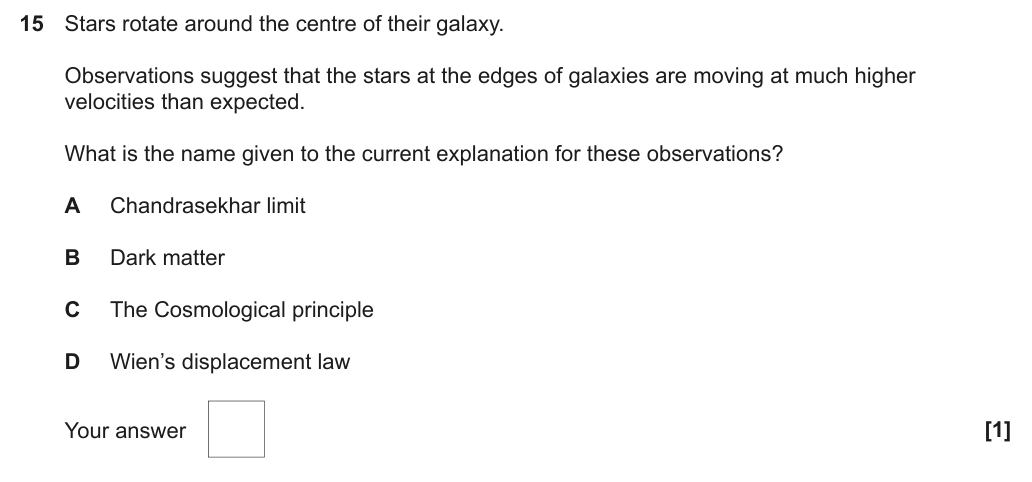 15 Stars rotate around the centre of their galaxy.
Observations suggest that the stars at the edges of galaxies are moving at much higher
velocities than expected.
What is the name given to the current explanation for these observations?
A Chandrasekhar limit
B Dark matter
C The Cosmological principle
D Wien’s displacement law
Your answer [1]